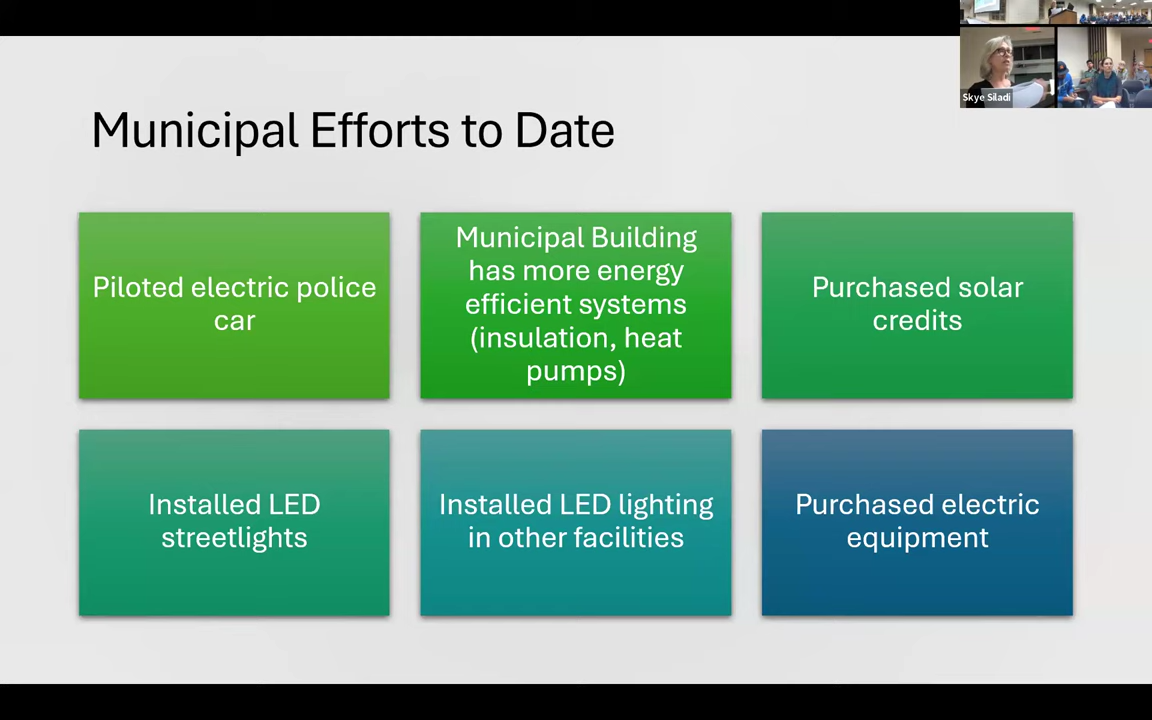 Skye Siladi
Municipal Efforts to Date
Piloted electric police
car
Municipal Building
has more energy
efficient systems
(insulation, heat
pumps)
Purchased solar
credits
Installed LED
streetlights
Installed LED lighting
in other facilities
Purchased electric
equipment